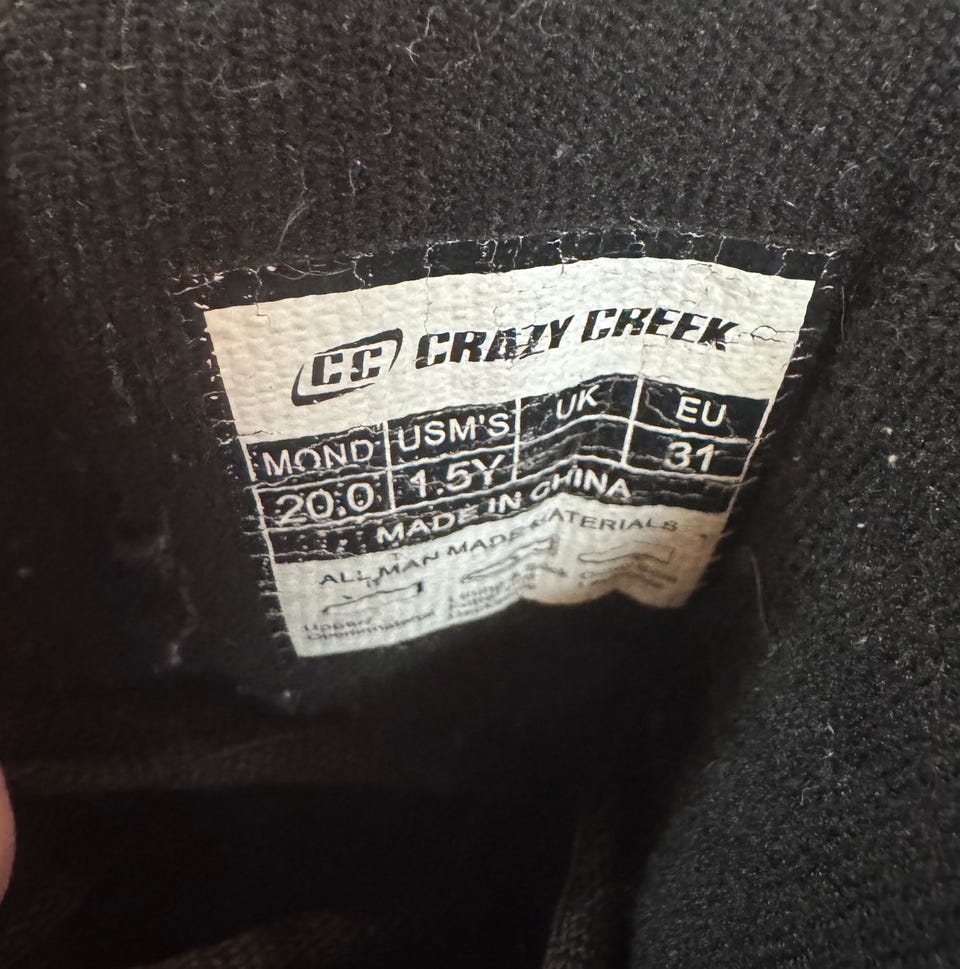 CC CRAZY CREEK
MOND USM'S UK EU
20.0 1.5Y 31
MADE IN CHINA
ALL MAN MADE MATERIALS
Upper/